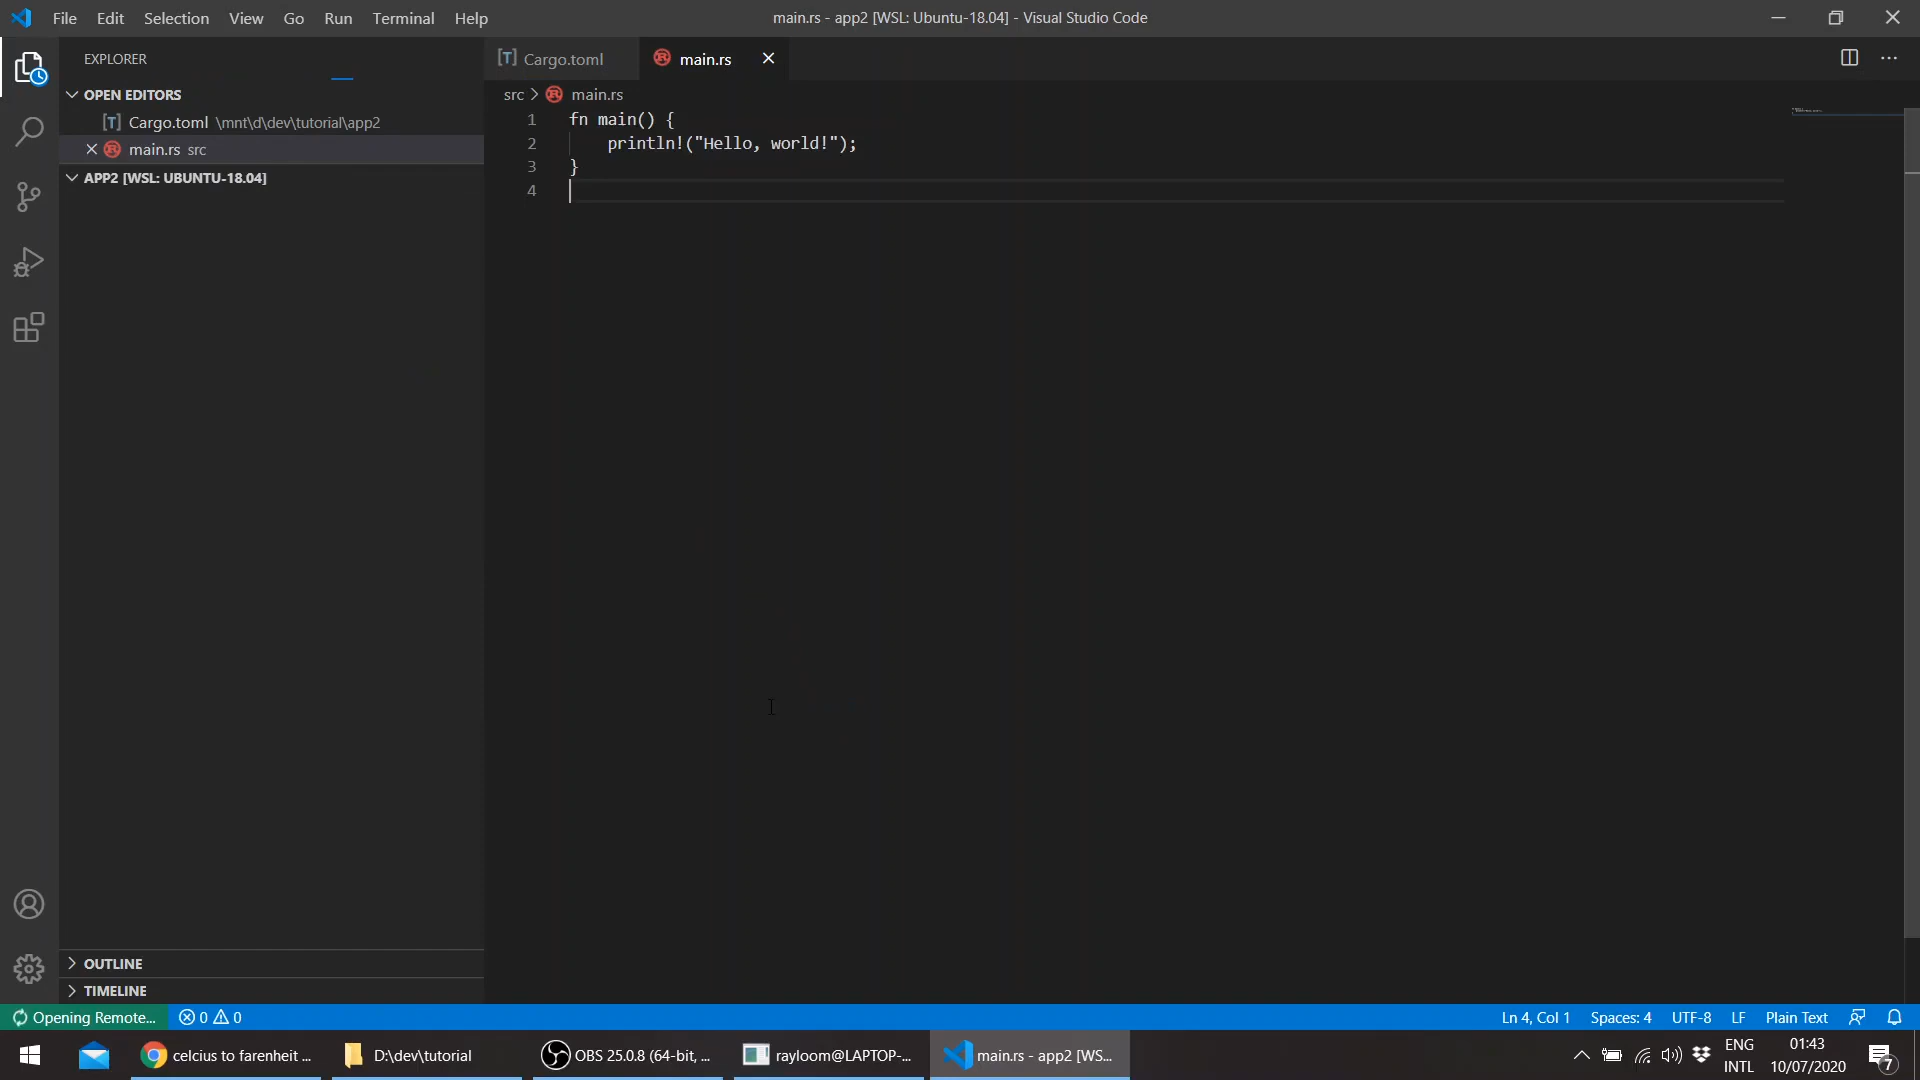 File Edit Selection View Go Run Terminal Help
main.rs - app2 [WSL: Ubuntu-18.04] - Visual Studio Code
EXPLORER
OPEN EDITORS
[T] Cargo.toml \mnt\d\dev\tutorial\app2
main.rs src
APP2 [WSL: UBUNTU-18.04]
OUTLINE
TIMELINE
[T] Cargo.toml
main.rs
src > main.rs
1 fn main() {
2 println!("Hello, world!");
3 }
4
Opening Remote... 0 0
Ln 4, Col 1 Spaces: 4 UTF-8 LF Plain Text
celcius to farenheit ...
D:\dev\tutorial
OBS 25.0.8 (64-bit, ...
rayloom@LAPTOP-...
main.rs - app2 [WS...
ENG
INTL
01:43
10/07/2020
7